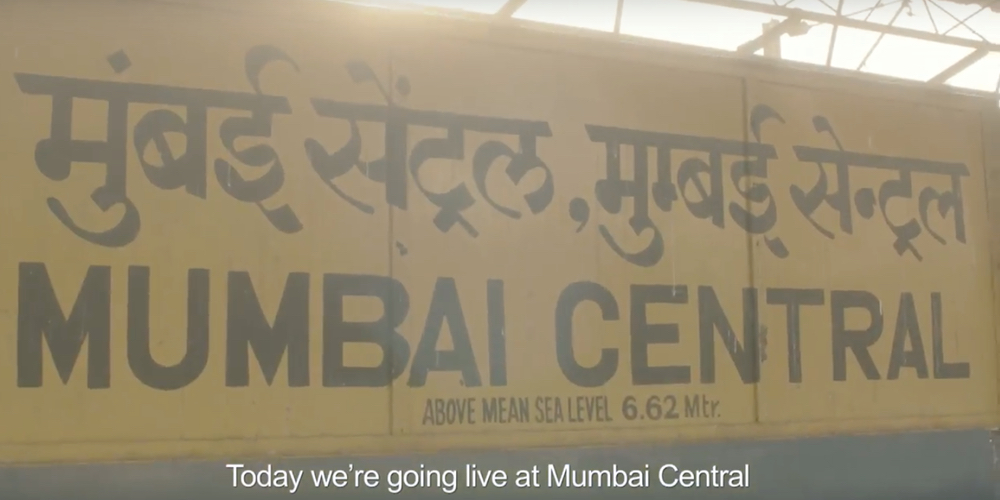 मुंबई सेंट्रल, मुम्बई सेन्ट्रल
MUMBAI CENTRAL
ABOVE MEAN SEA LEVEL 6.62 Mtr.
Today we're going live at Mumbai Central